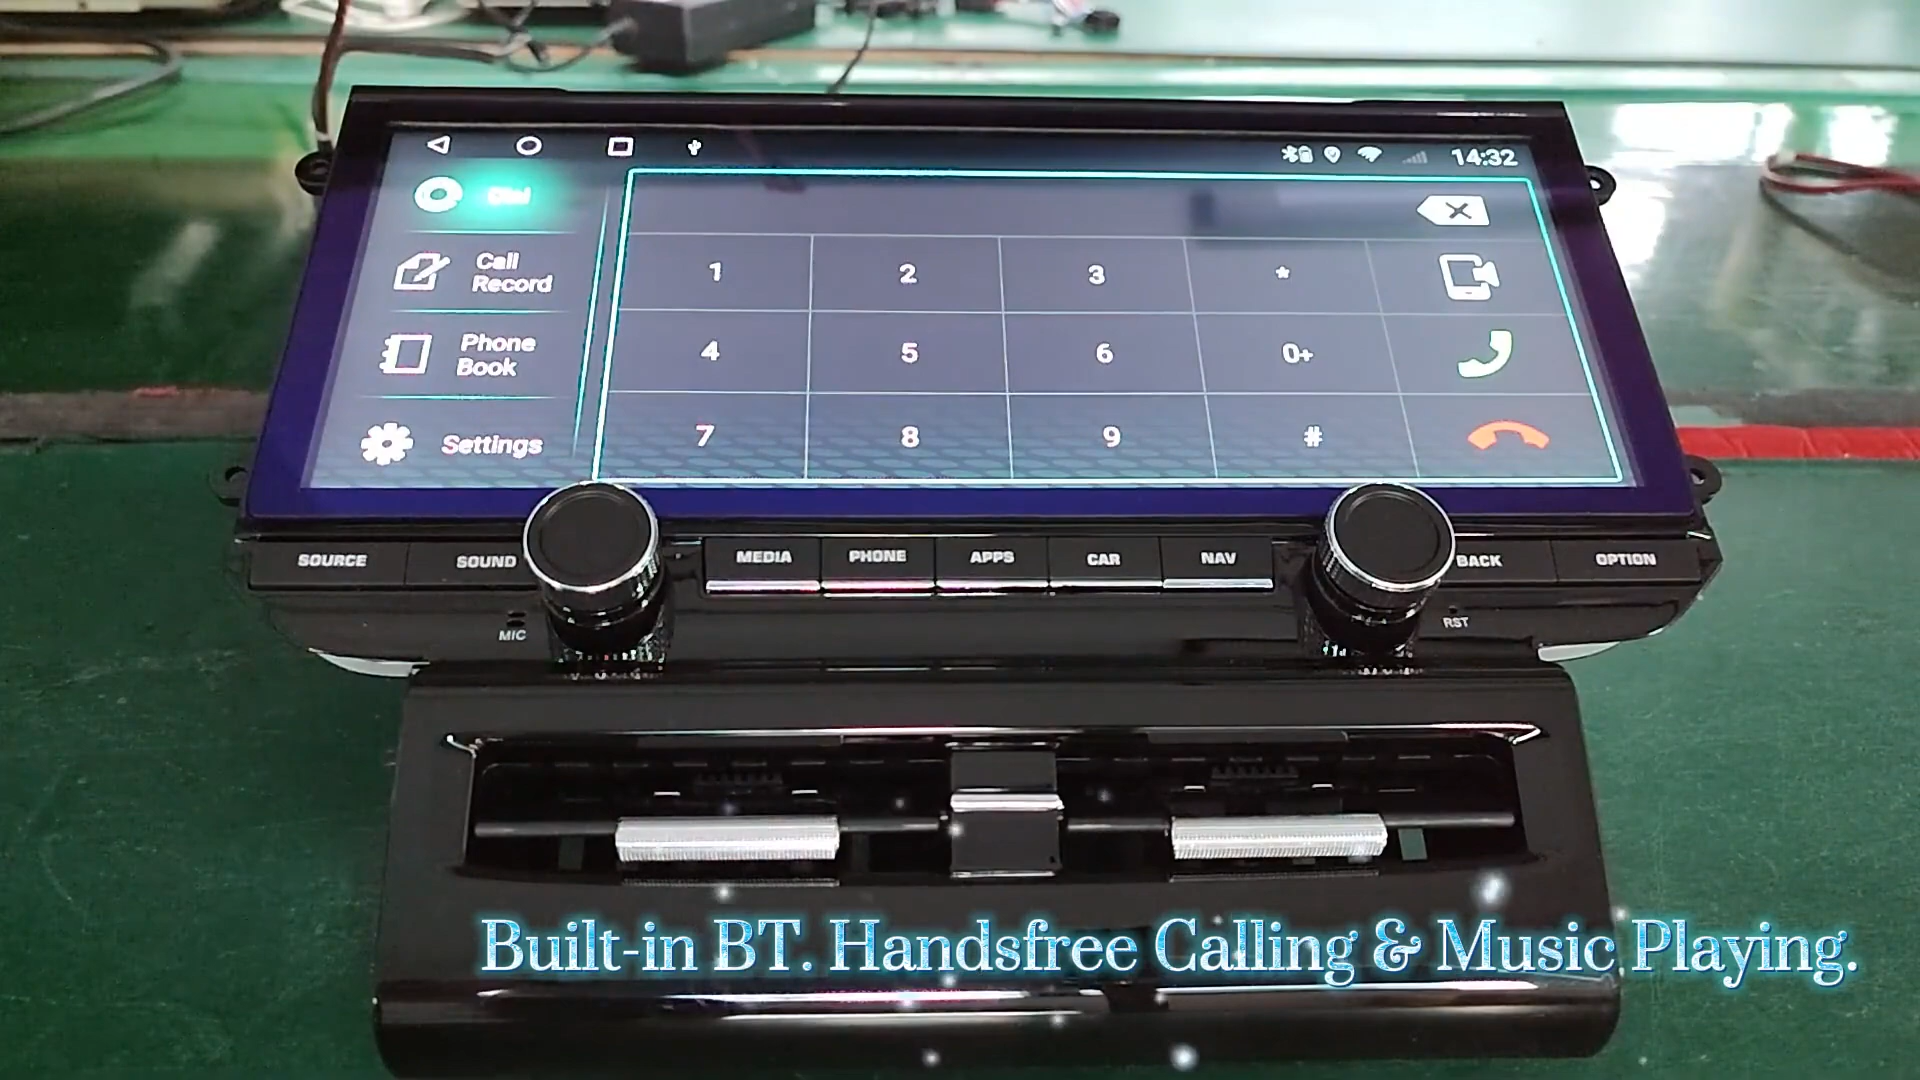 14:32
Dial
Call
Record
Phone
Book
Settings
1 2 3 *
4 5 6 0+
7 8 9 #
SOURCE SOUND MEDIA PHONE APPS CAR NAV BACK OPTION
MIC RST
Built-in BT. Handsfree Calling & Music Playing.